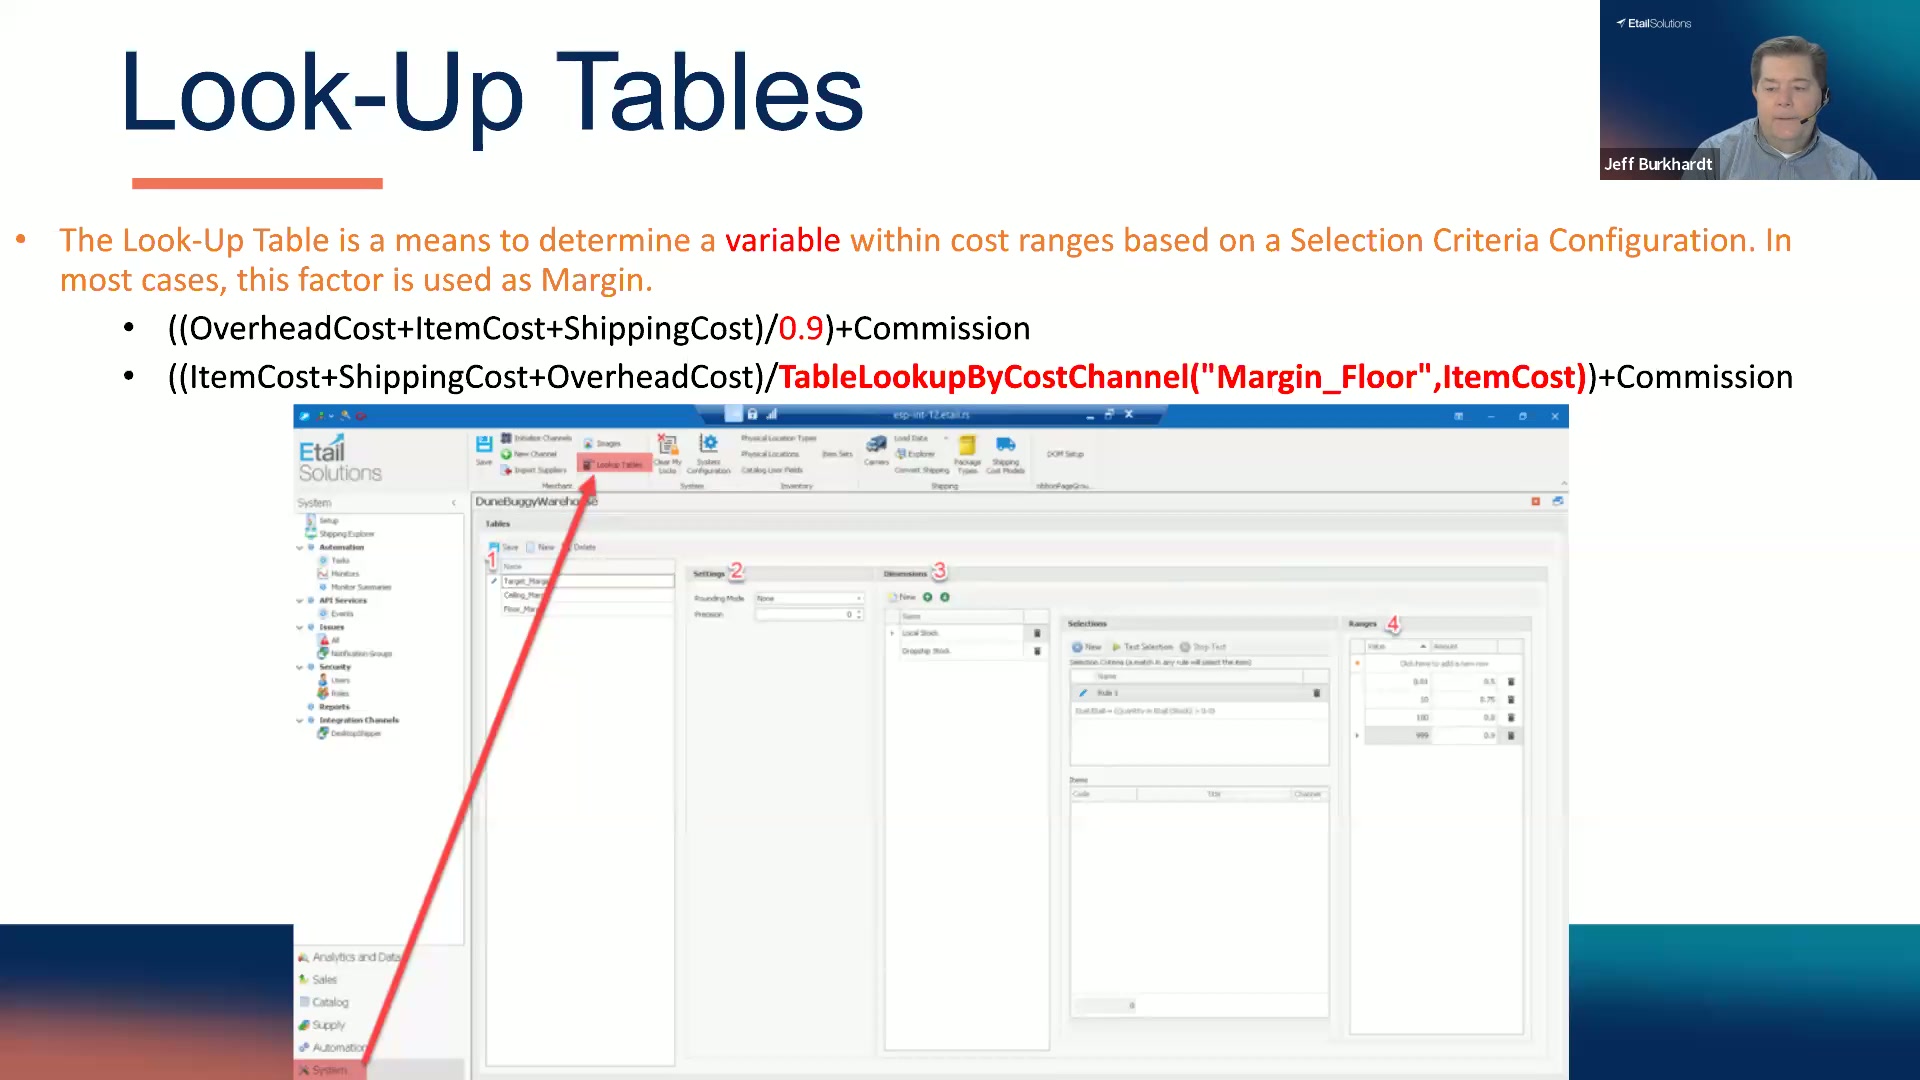 Look-Up Tables
EtailSolutions
Jeff Burkhardt
• The Look-Up Table is a means to determine a variable within cost ranges based on a Selection Criteria Configuration. In
most cases, this factor is used as Margin.
• ((OverheadCost+ItemCost+ShippingCost)/0.9)+Commission
• ((ItemCost+ShippingCost+OverheadCost)/TableLookupByCostChannel("Margin_Floor",ItemCost))+Commission
esp-int-12.etail.rs
Etail
Solutions
Save
Initialize Channels
New Channel
Import Suppliers
Images
Lookup Tables
Merchant
Clear My
Locks
System
Configuration
System
Physical Location Types
Physical Locations
Catalog User Fields
Item Sets
Inventory
Carriers
Load Data
Explorer
Convert Shipping
Package
Types
Shipping
Cost Models
Shipping
DOM Setup
System
DuneBuggyWarehouse
Setup
Shipping Explorer
Automation
Tasks
Monitors
Monitor Summaries
API Services
Events
Issues
All
Notification Groups
Security
Users
Roles
Reports
Integration Channels
DesktopShipper
Analytics and Data
Sales
Catalog
Supply
Automation
System
Tables
Save New Delete
1
Name
Target_Marg
Ceiling_Mar
Floor_Mar
Settings 2
Rounding Mode None
Precision 0
Dimensions 3
New
Name
Local Stock
Dropship Stock
Selections
New Test Selection Stop Test
Selection Criteria (a match in any rule will select the item)
Name
Rule 1
Items
Code Title Channel
0
Ranges 4
Value Amount
Click here to add a new row
0.01 0.5
10 0.75
100 0.8
999 0.9